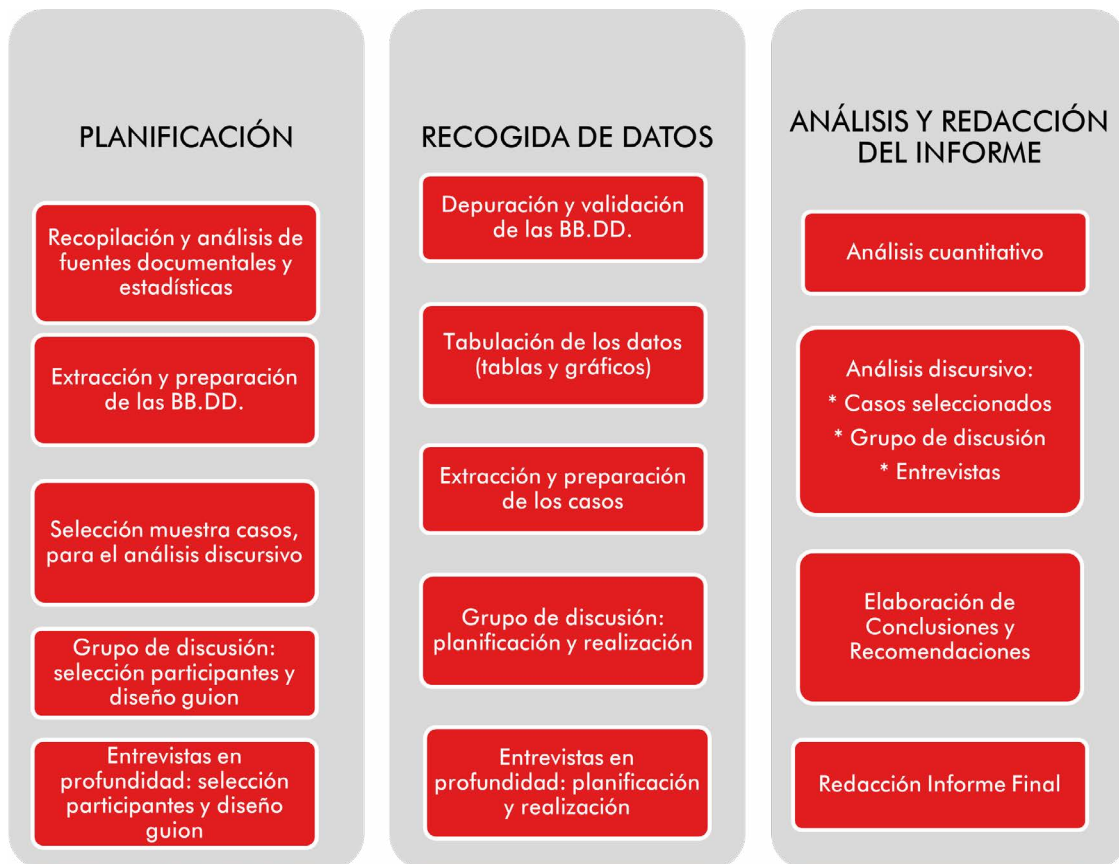 PLANIFICACIÓN
Recopilación y análisis de
fuentes documentales y
estadísticas
Extracción y preparación
de las BB.DD.
Selección muestra casos,
para el análisis discursivo
Grupo de discusión:
selección participantes y
diseño guion
Entrevistas en
profundidad: selección
participantes y diseño
guion
RECOGIDA DE DATOS
Depuración y validación
de las BB.DD.
Tabulación de los datos
(tablas y gráficos)
Extracción y preparación
de los casos
Grupo de discusión:
planificación y realización
Entrevistas en
profundidad: planificación
y realización
ANÁLISIS Y REDACCIÓN
DEL INFORME
Análisis cuantitativo
Análisis discursivo:
* Casos seleccionados
* Grupo de discusión
* Entrevistas
Elaboración de
Conclusiones y
Recomendaciones
Redacción Informe Final